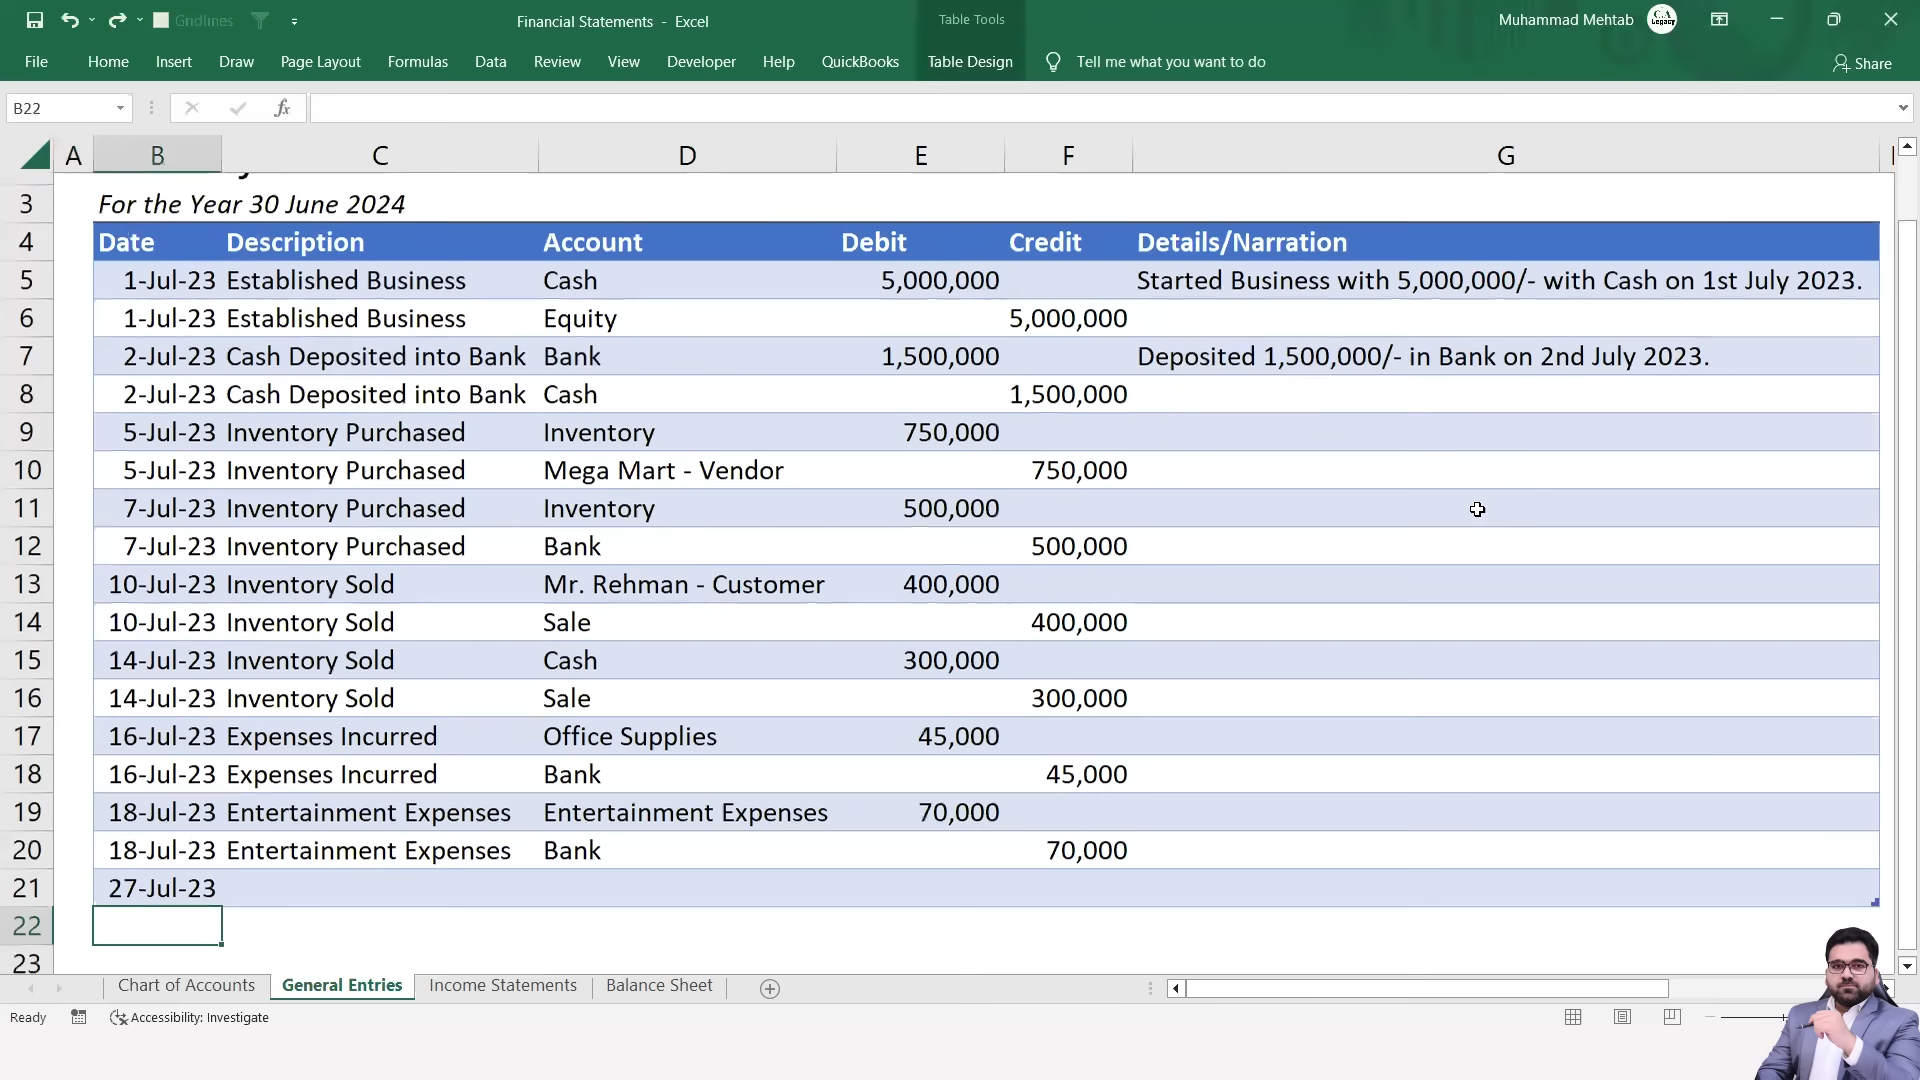 Gridlines
Financial Statements - Excel
Table Tools
Muhammad Mehtab
C.A
Legacy
File Home Insert Draw Page Layout Formulas Data Review View Developer Help QuickBooks Table Design Tell me what you want to do Share
B22 fx
A B C D E F G
3 For the Year 30 June 2024
4 Date Description Account Debit Credit Details/Narration
5 1-Jul-23 Established Business Cash 5,000,000 Started Business with 5,000,000/- with Cash on 1st July 2023.
6 1-Jul-23 Established Business Equity 5,000,000
7 2-Jul-23 Cash Deposited into Bank Bank 1,500,000 Deposited 1,500,000/- in Bank on 2nd July 2023.
8 2-Jul-23 Cash Deposited into Bank Cash 1,500,000
9 5-Jul-23 Inventory Purchased Inventory 750,000
10 5-Jul-23 Inventory Purchased Mega Mart - Vendor 750,000
11 7-Jul-23 Inventory Purchased Inventory 500,000
12 7-Jul-23 Inventory Purchased Bank 500,000
13 10-Jul-23 Inventory Sold Mr. Rehman - Customer 400,000
14 10-Jul-23 Inventory Sold Sale 400,000
15 14-Jul-23 Inventory Sold Cash 300,000
16 14-Jul-23 Inventory Sold Sale 300,000
17 16-Jul-23 Expenses Incurred Office Supplies 45,000
18 16-Jul-23 Expenses Incurred Bank 45,000
19 18-Jul-23 Entertainment Expenses Entertainment Expenses 70,000
20 18-Jul-23 Entertainment Expenses Bank 70,000
21 27-Jul-23
22
23
Chart of Accounts General Entries Income Statements Balance Sheet
Ready Accessibility: Investigate